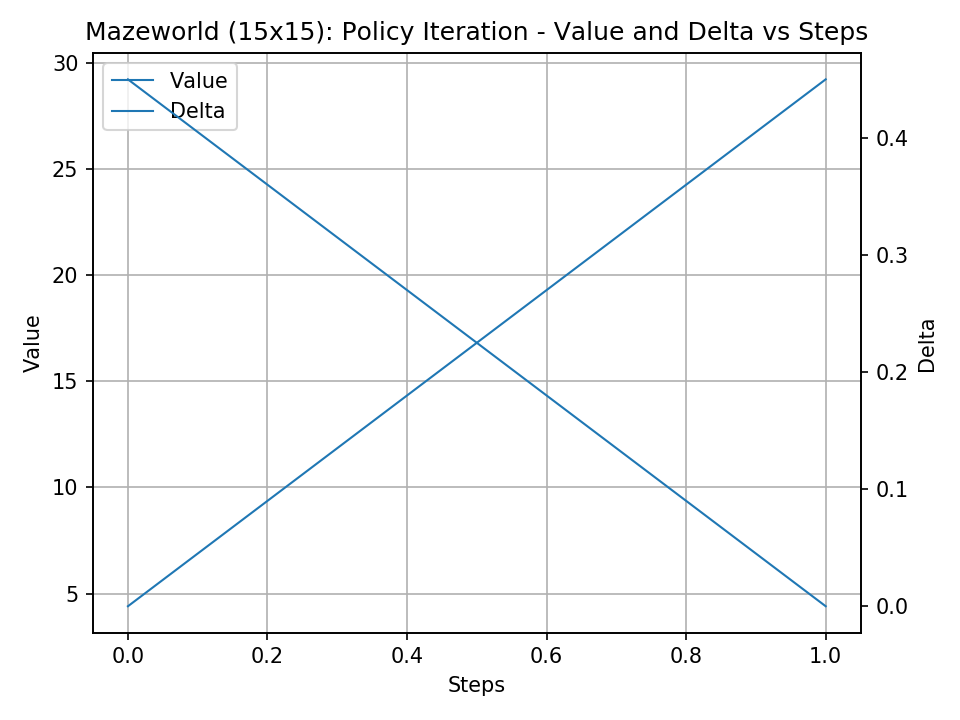 Mazeworld (15x15): Policy Iteration - Value and Delta vs Steps
Value
Delta
30
25
20
15
10
5
Value
0.4
0.3
0.2
0.1
0.0
Delta
0.0 0.2 0.4 0.6 0.8 1.0
Steps